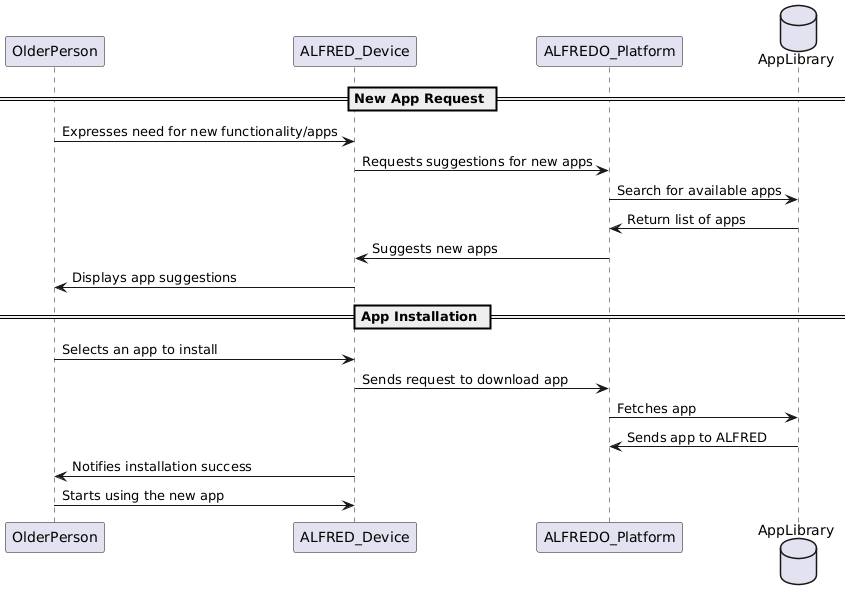 OlderPerson
ALFRED_Device
ALFREDO_Platform
AppLibrary
New App Request
Expresses need for new functionality/apps
Requests suggestions for new apps
Search for available apps
Return list of apps
Suggests new apps
Displays app suggestions
App Installation
Selects an app to install
Sends request to download app
Fetches app
Sends app to ALFRED
Notifies installation success
Starts using the new app
OlderPerson
ALFRED_Device
ALFREDO_Platform
AppLibrary